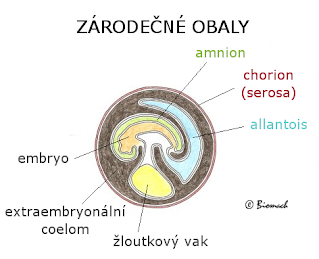 ZÁRODEČNÉ OBALY
amnion
chorion
(serosa)
allantois
embryo
extraembryonální
coelom
žloutkový vak
© Biomach